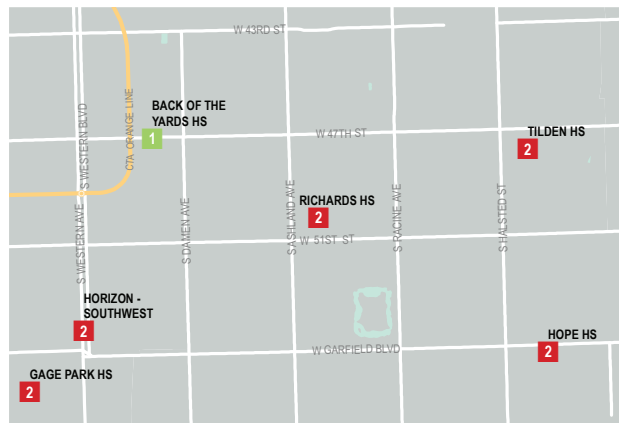 W 43RD ST
S WESTERN BLVD
CTA ORANGE LINE
BACK OF THE
YARDS HS
1
W 47TH ST
TILDEN HS
2
S WESTERN AVE
S DAMEN AVE
S ASHLAND AVE
RICHARDS HS
2
S RACINE AVE
S HALSTED ST
W 51ST ST
HORIZON -
SOUTHWEST
2
W GARFIELD BLVD
HOPE HS
2
GAGE PARK HS
2